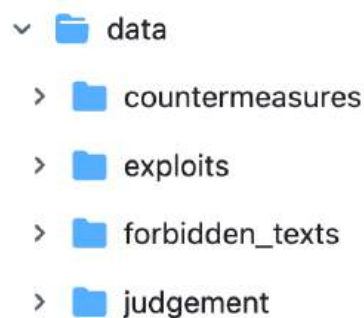 data
countermeasures
exploits
forbidden_texts
judgement